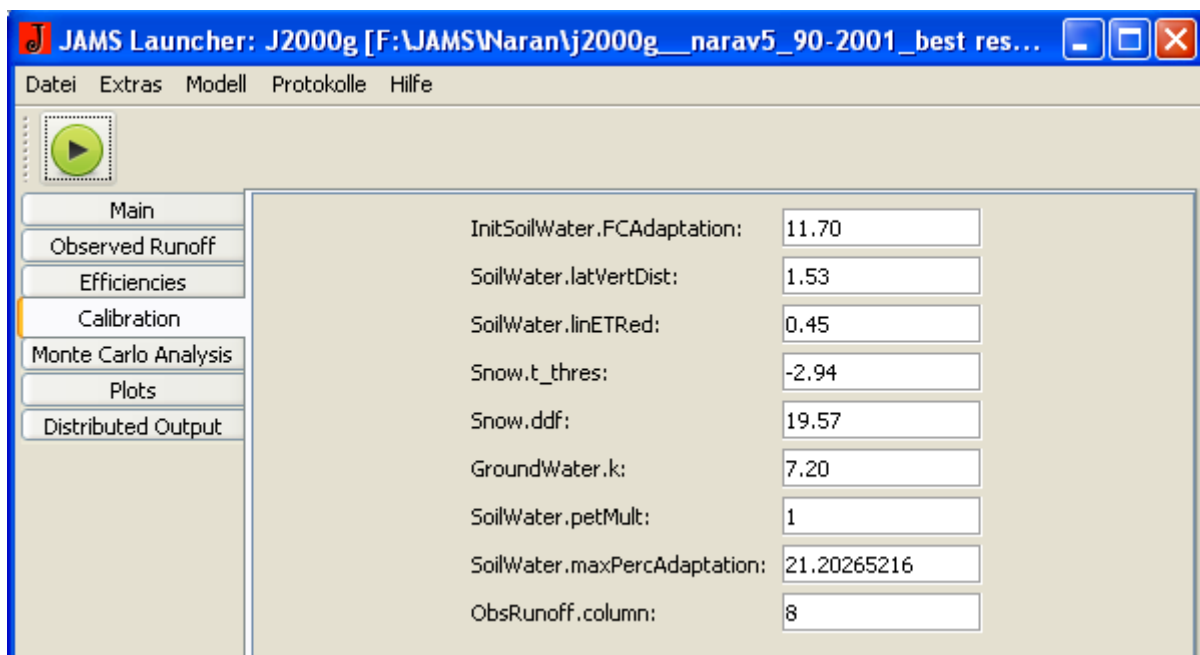 JAMS Launcher: J2000g [F:\JAMS\Naran\j2000g__narav5_90-2001_best res...
Datei Extras Modell Protokolle Hilfe
Main
Observed Runoff
Efficiencies
Calibration
Monte Carlo Analysis
Plots
Distributed Output
InitSoilWater.FCAdaptation: 11.70
SoilWater.latVertDist: 1.53
SoilWater.linETRed: 0.45
Snow.t_thres: -2.94
Snow.ddf: 19.57
GroundWater.k: 7.20
SoilWater.petMult: 1
SoilWater.maxPercAdaptation: 21.20265216
ObsRunoff.column: 8